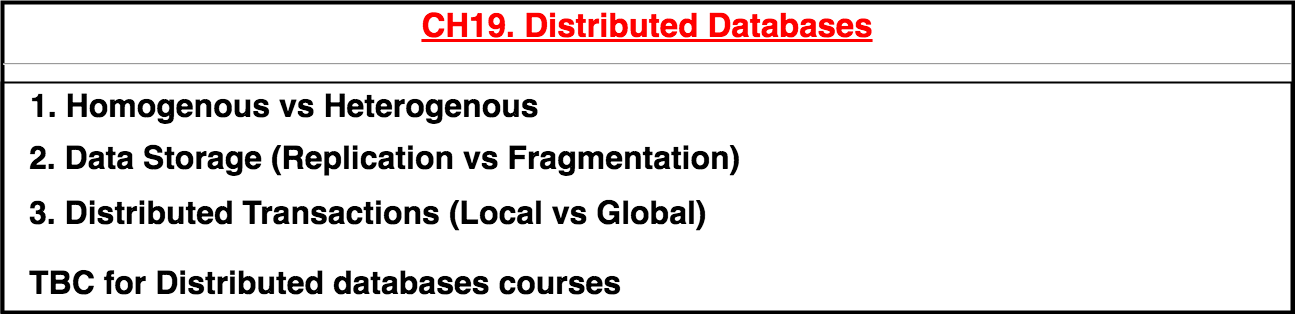 CH19. Distributed Databases
1. Homogenous vs Heterogenous
2. Data Storage (Replication vs Fragmentation)
3. Distributed Transactions (Local vs Global)
TBC for Distributed databases courses